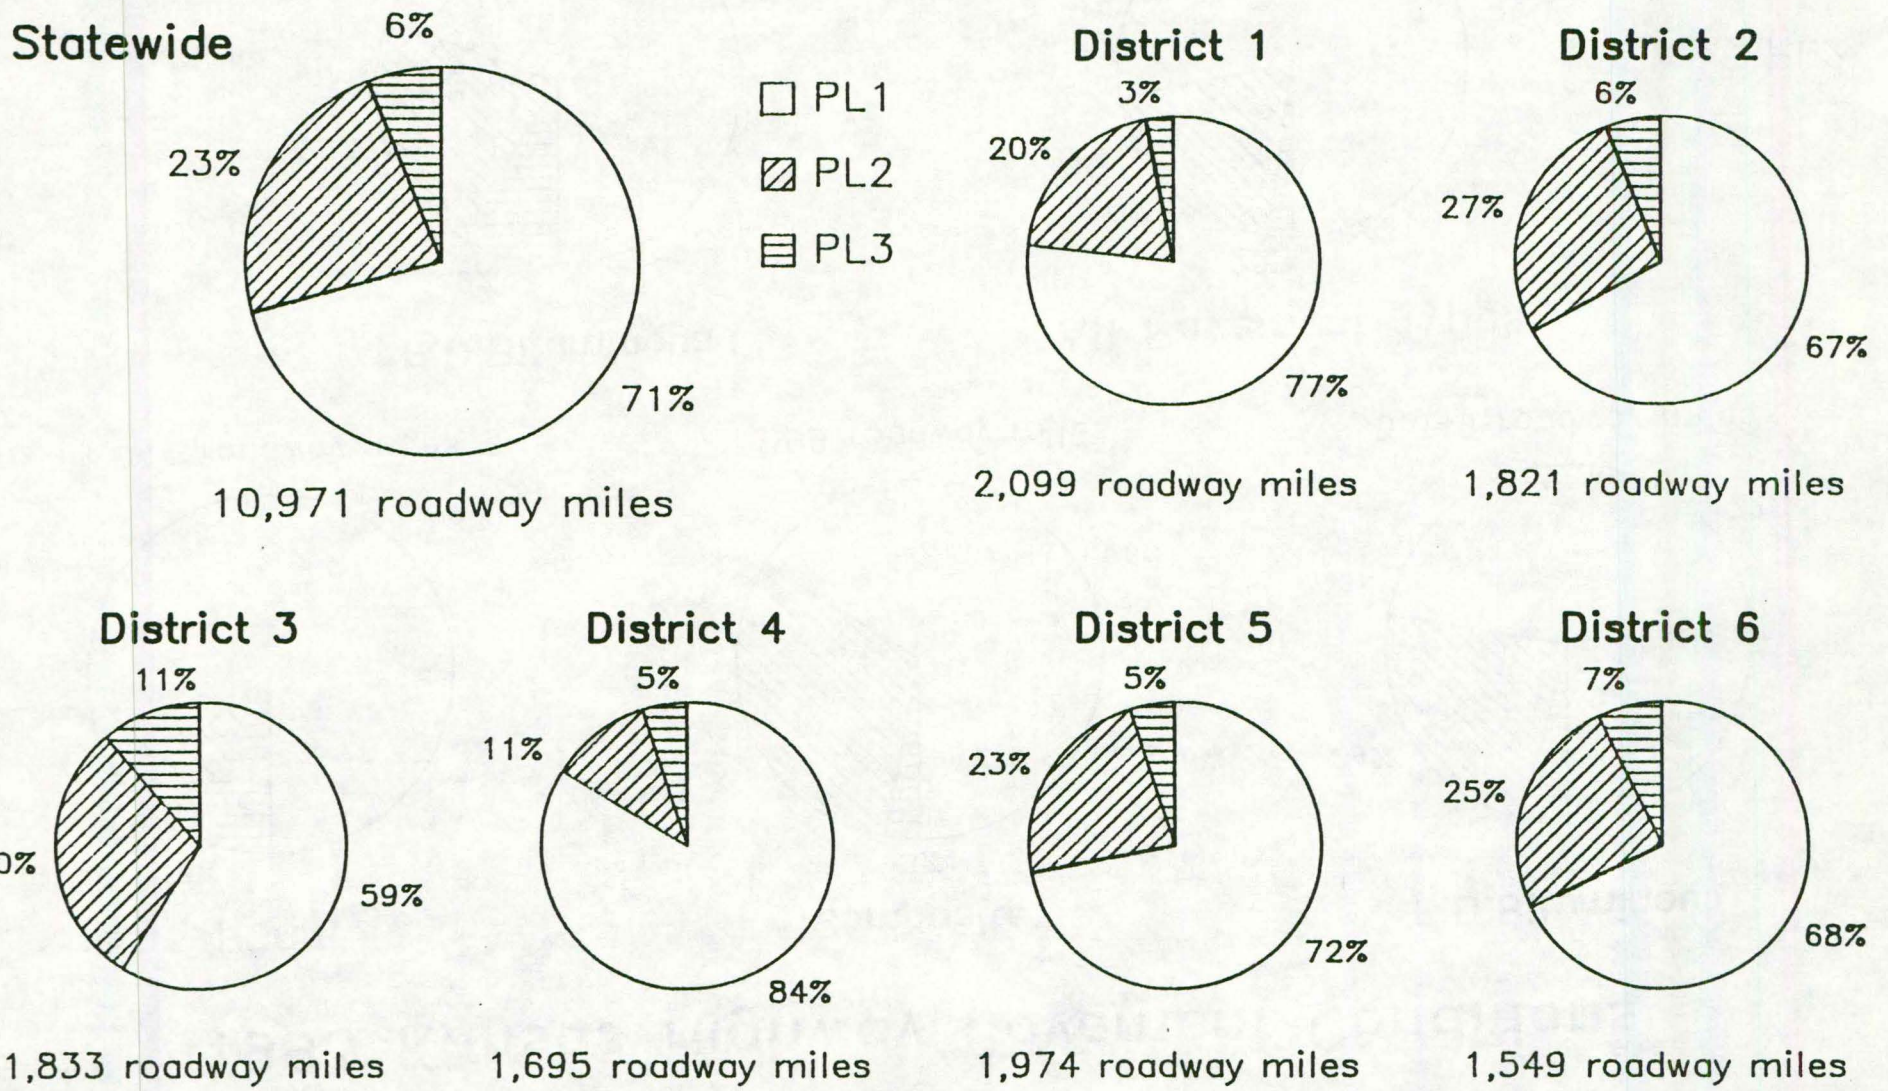 Statewide
6%
23%
71%
10,971 roadway miles
PL1
PL2
PL3
District 1
3%
20%
77%
2,099 roadway miles
District 2
6%
27%
67%
1,821 roadway miles
District 3
11%
0%
59%
1,833 roadway miles
District 4
5%
11%
84%
1,695 roadway miles
District 5
5%
23%
72%
1,974 roadway miles
District 6
7%
25%
68%
1,549 roadway miles